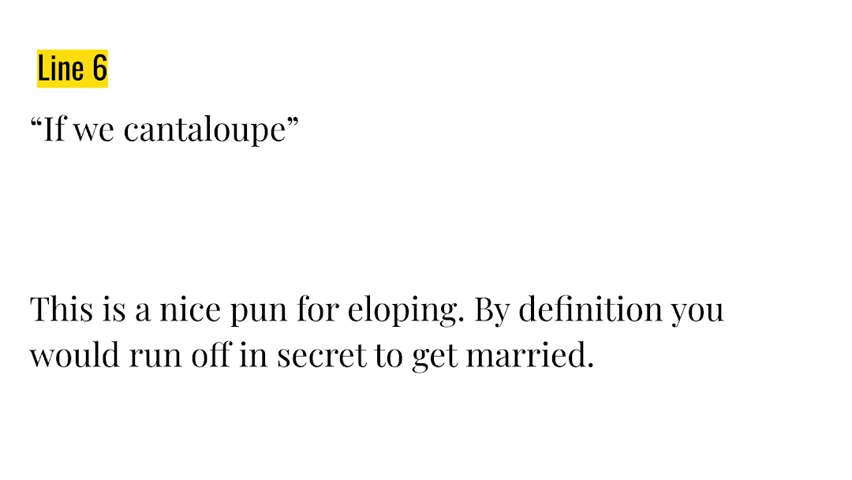 Line 6
“If we cantaloupe”
This is a nice pun for eloping. By definition you
would run off in secret to get married.